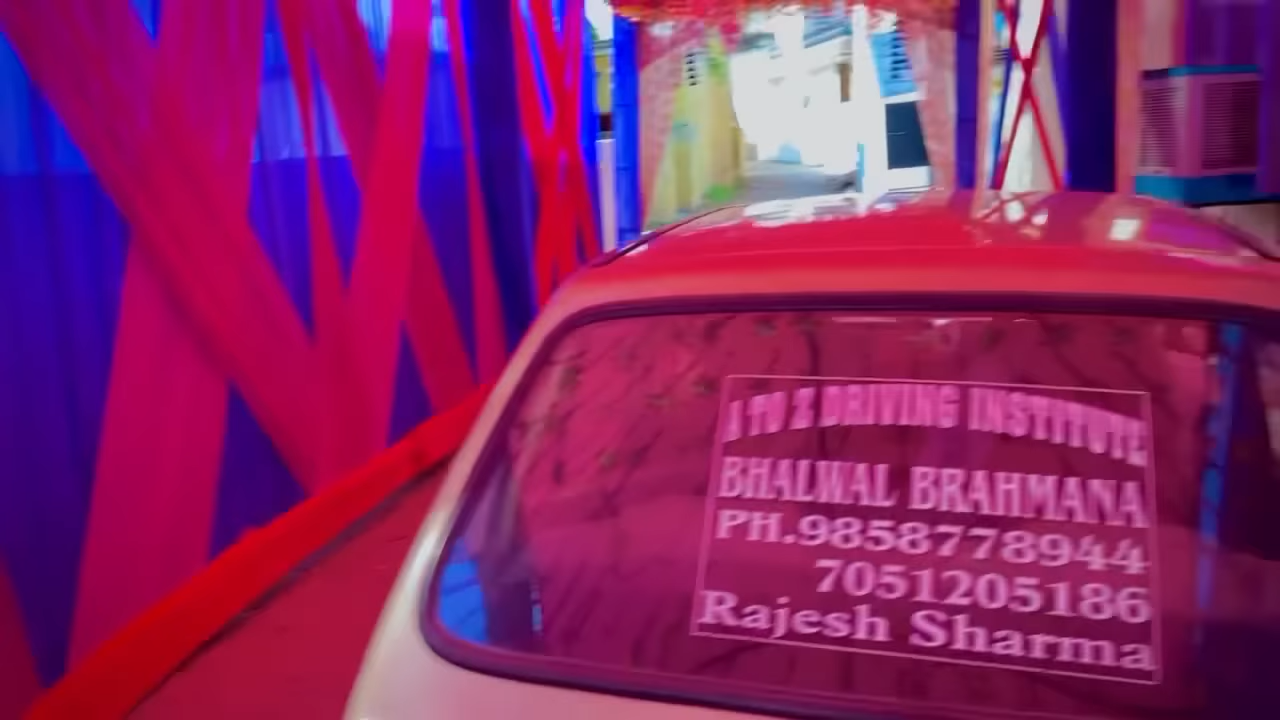 A TO Z DRIVING INSTITUTE
BHALWAL BRAHMANA
PH.9858778944
7051205186
Rajesh Sharma